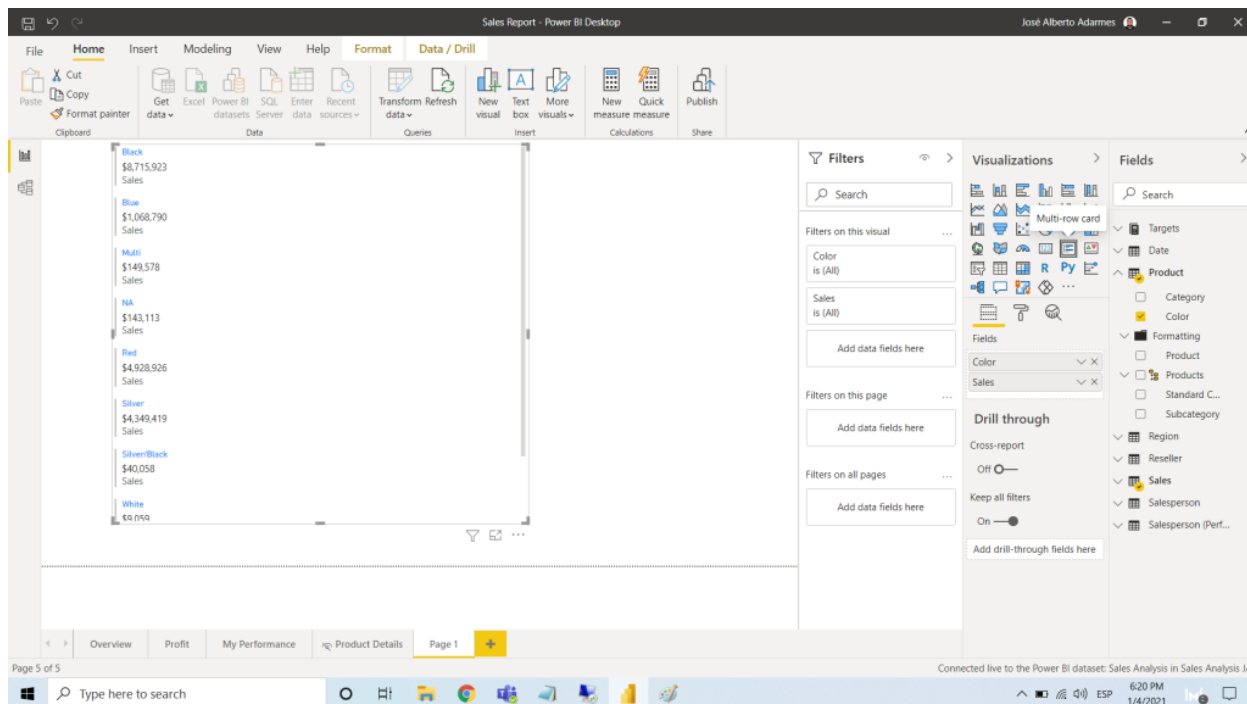 Sales Report - Power BI Desktop
José Alberto Adarmes
File Home Insert Modeling View Help Format Data / Drill
Paste
Cut
Copy
Format painter
Clipboard
Get data
Excel
Power BI datasets
SQL Server
Enter data
Recent sources
Data
Transform data
Refresh
Queries
New visual
Text box
More visuals
Insert
New measure
Quick measure
Calculations
Publish
Share
Black
$8,715,923
Sales
Blue
$1,068,790
Sales
Multi
$149,578
Sales
NA
$143,113
Sales
Red
$4,928,926
Sales
Silver
$4,349,419
Sales
Silver/Black
$40,058
Sales
White
$9,059
Filters
Search
Filters on this visual
Color
is (All)
Sales
is (All)
Add data fields here
Filters on this page
Add data fields here
Filters on all pages
Add data fields here
Visualizations
Multi-row card
R Py
Fields
Color
Sales
Drill through
Cross-report
Off
Keep all filters
On
Add drill-through fields here
Fields
Search
Targets
Date
Product
Category
Color
Formatting
Product
Products
Standard C...
Subcategory
Region
Reseller
Sales
Salesperson
Salesperson (Perf...
Overview Profit My Performance Product Details Page 1
Page 5 of 5
Connected live to the Power BI dataset: Sales Analysis in Sales Analysis
Type here to search
ESP
6:20 PM
1/4/2021